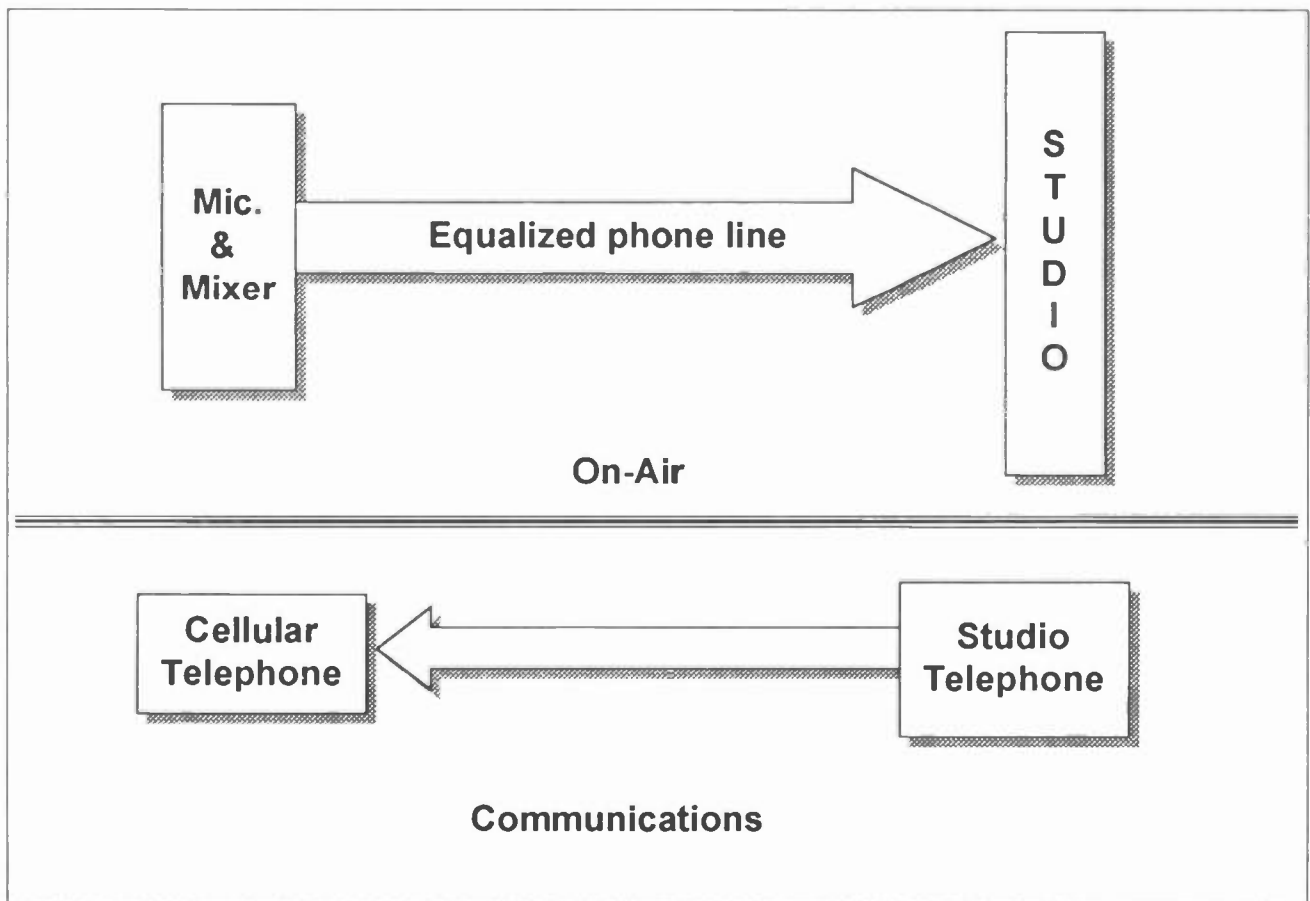 Mic.
&
Mixer
Equalized phone line
S
T
U
D
I
O
On-Air
Cellular
Telephone
Studio
Telephone
Communications